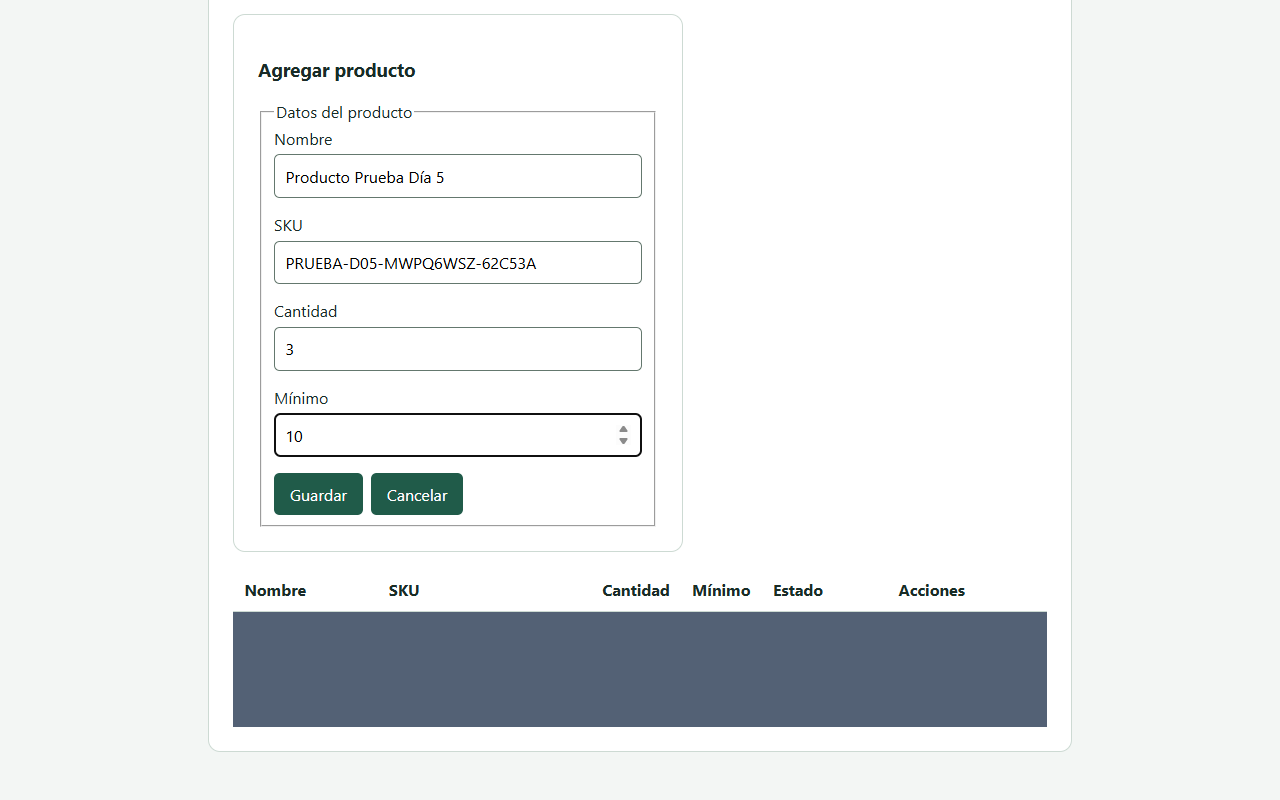 Agregar producto
Datos del producto
Nombre
Producto Prueba Día 5
SKU
PRUEBA-D05-MWPQ6WSZ-62C53A
Cantidad
3
Mínimo
10
Guardar Cancelar
Nombre SKU Cantidad Mínimo Estado Acciones